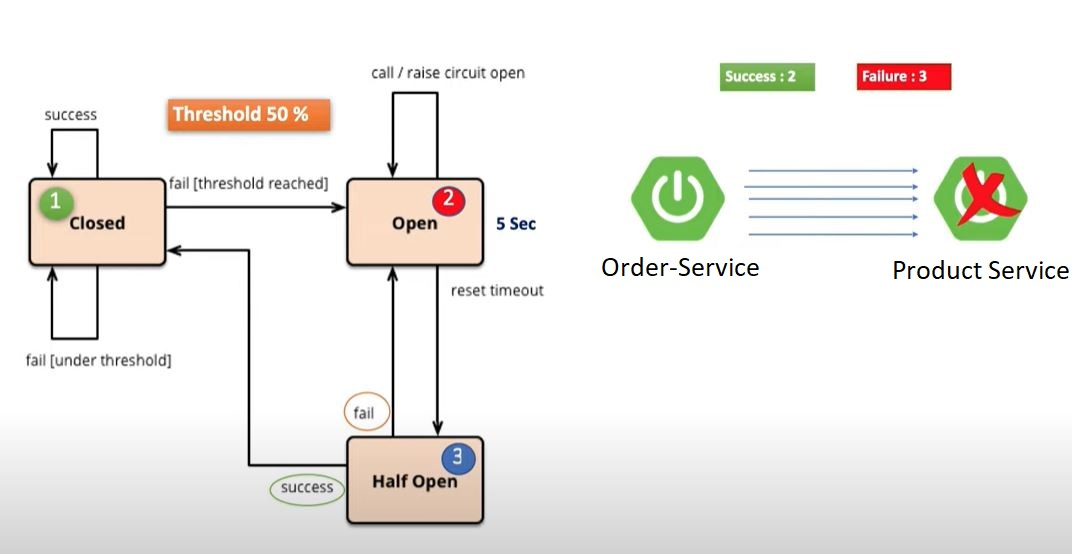 call / raise circuit open
Success : 2
Failure : 3
success
Threshold 50 %
fail [threshold reached]
1
Closed
2
Open
5 Sec
Order-Service
Product Service
reset timeout
fail [under threshold]
fail
3
Half Open
success